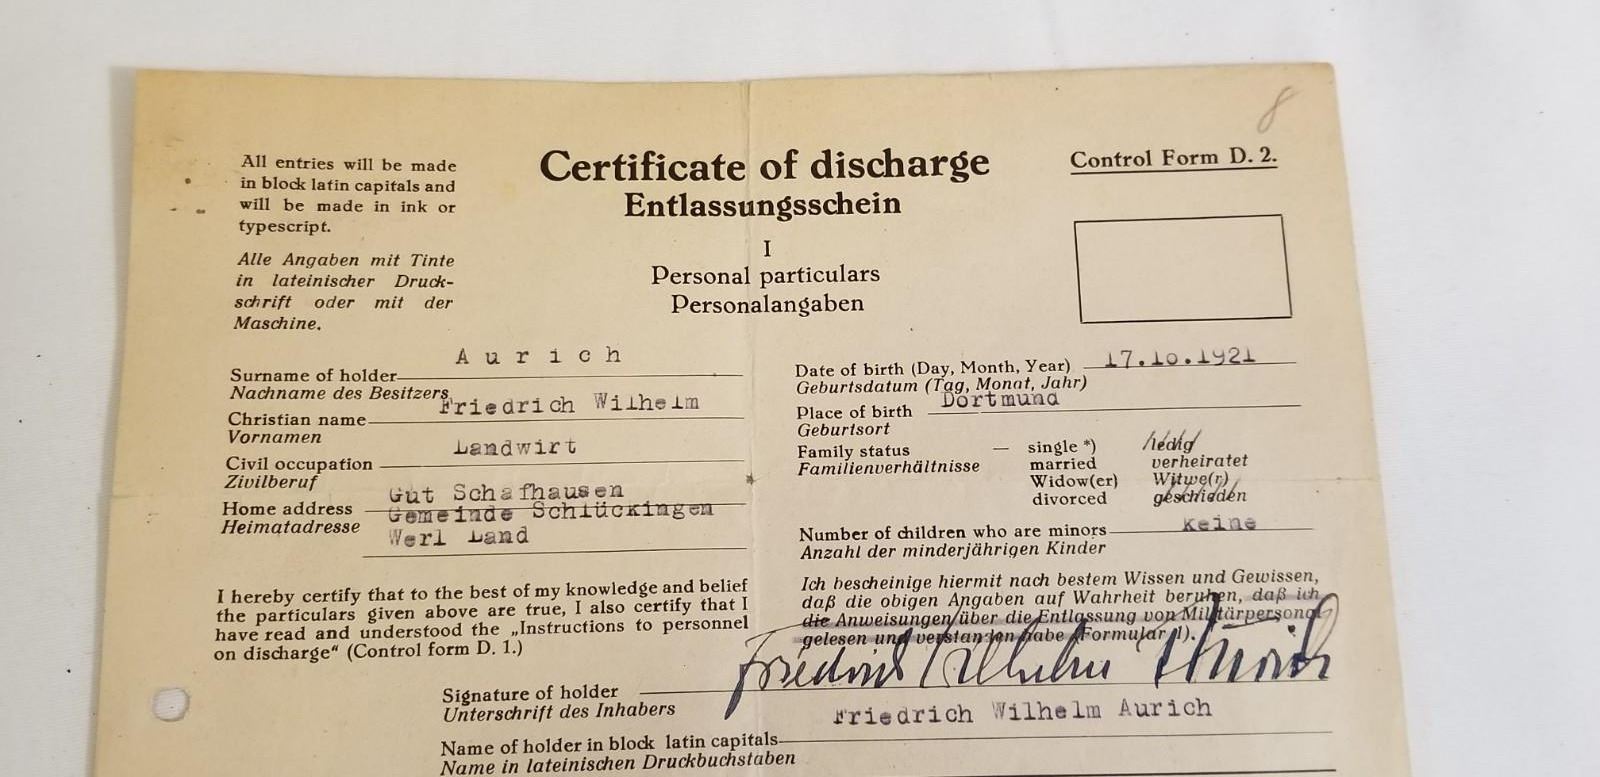 8
All entries will be made
in block latin capitals and
will be made in ink or
typescript.
Alle Angaben mit Tinte
in lateinischer Druck-
schrift oder mit der
Maschine.
Certificate of discharge
Entlassungsschein
I
Personal particulars
Personalangaben
Control Form D. 2.
Surname of holder Aurich
Nachname des Besitzers
Christian name Friedrich Wilhelm
Vornamen
Civil occupation Landwirt
Zivilberuf
Home address Gut Schafhausen
Heimatadresse Gemeinde Schlückingen
Werl Land
Date of birth (Day, Month, Year) 17.10.1921
Geburtsdatum (Tag, Monat, Jahr)
Place of birth Dortmund
Geburtsort
Family status — single *) ledig
Familienverhältnisse married verheiratet
Widow(er) Witwe(r)
divorced geschieden
Number of children who are minors keine
Anzahl der minderjährigen Kinder
I hereby certify that to the best of my knowledge and belief
the particulars given above are true, I also certify that I
have read and understood the „Instructions to personnel
on discharge“ (Control form D. 1.)
Ich bescheinige hiermit nach bestem Wissen und Gewissen,
daß die obigen Angaben auf Wahrheit beruhen, daß ich
die Anweisungen über die Entlassung von Militärpersonal
gelesen und verstanden habe (Formular 1).
Signature of holder Friedrich Wilhelm Aurich
Unterschrift des Inhabers
Friedrich Wilhelm Aurich
Name of holder in block latin capitals
Name in lateinischen Druckbuchstaben